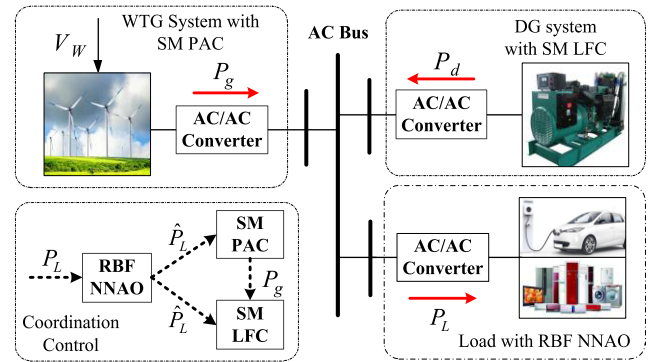 WTG System with
SM PAC
V_W
P_g
AC/AC
Converter
AC Bus
DG system
with SM LFC
P_d
AC/AC
Converter
P_L
RBF
NNAO
P̂_L
P̂_L
SM
PAC
P_g
SM
LFC
Coordination
Control
AC/AC
Converter
P_L
Load with RBF NNAO